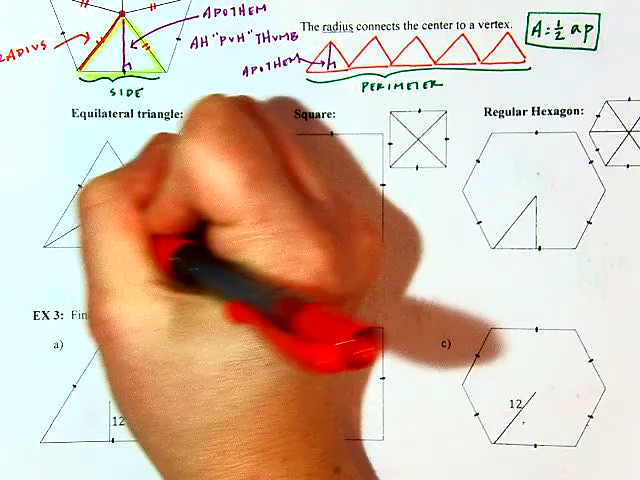 APOTHEM
AH "PUH" THUMB
RADIUS
SIDE
The radius connects the center to a vertex.
APOTHEM
PERIMETER
A = ½ ap
Equilateral triangle:
Square:
Regular Hexagon:
EX 3:
a)
12
c)
12